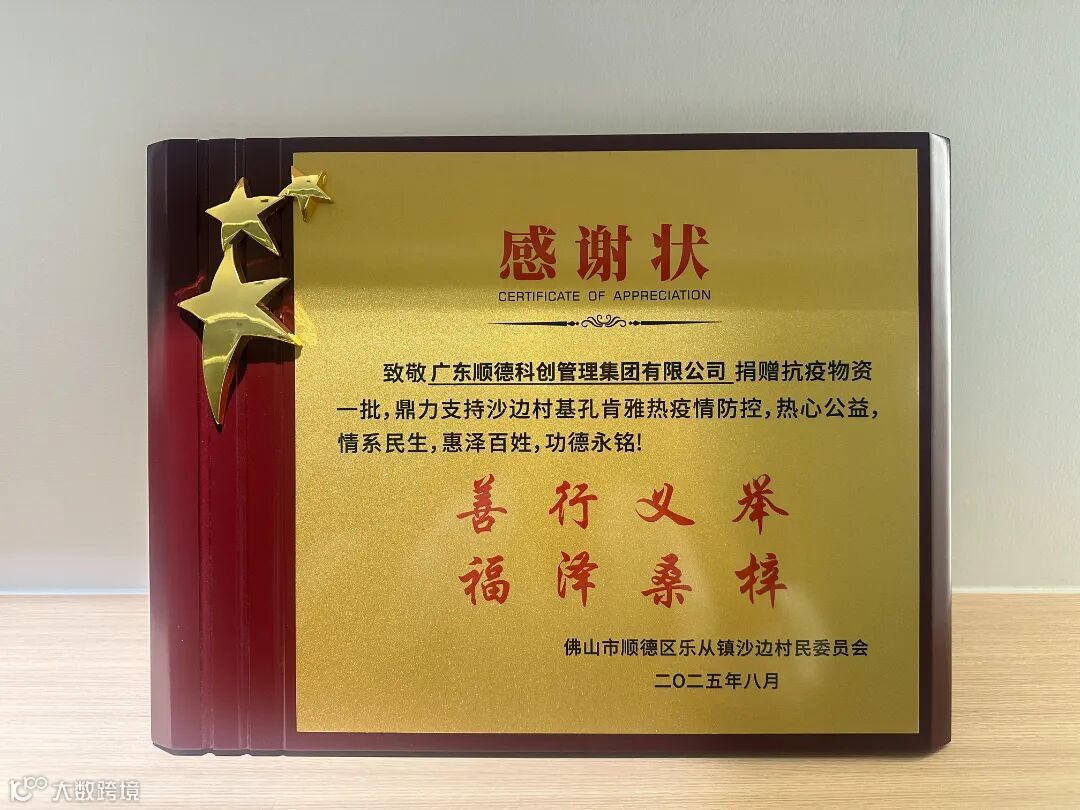 感谢状
CERTIFICATE OF APPRECIATION
致敬 广东顺德科创管理集团有限公司 捐赠抗疫物资
一批，鼎力支持沙边村基孔肯雅热疫情防控，热心公益，
情系民生，惠泽百姓，功德永铭！
善行义举
福泽桑梓
佛山市顺德区乐从镇沙边村民委员会
二〇二五年八月
大数跨境